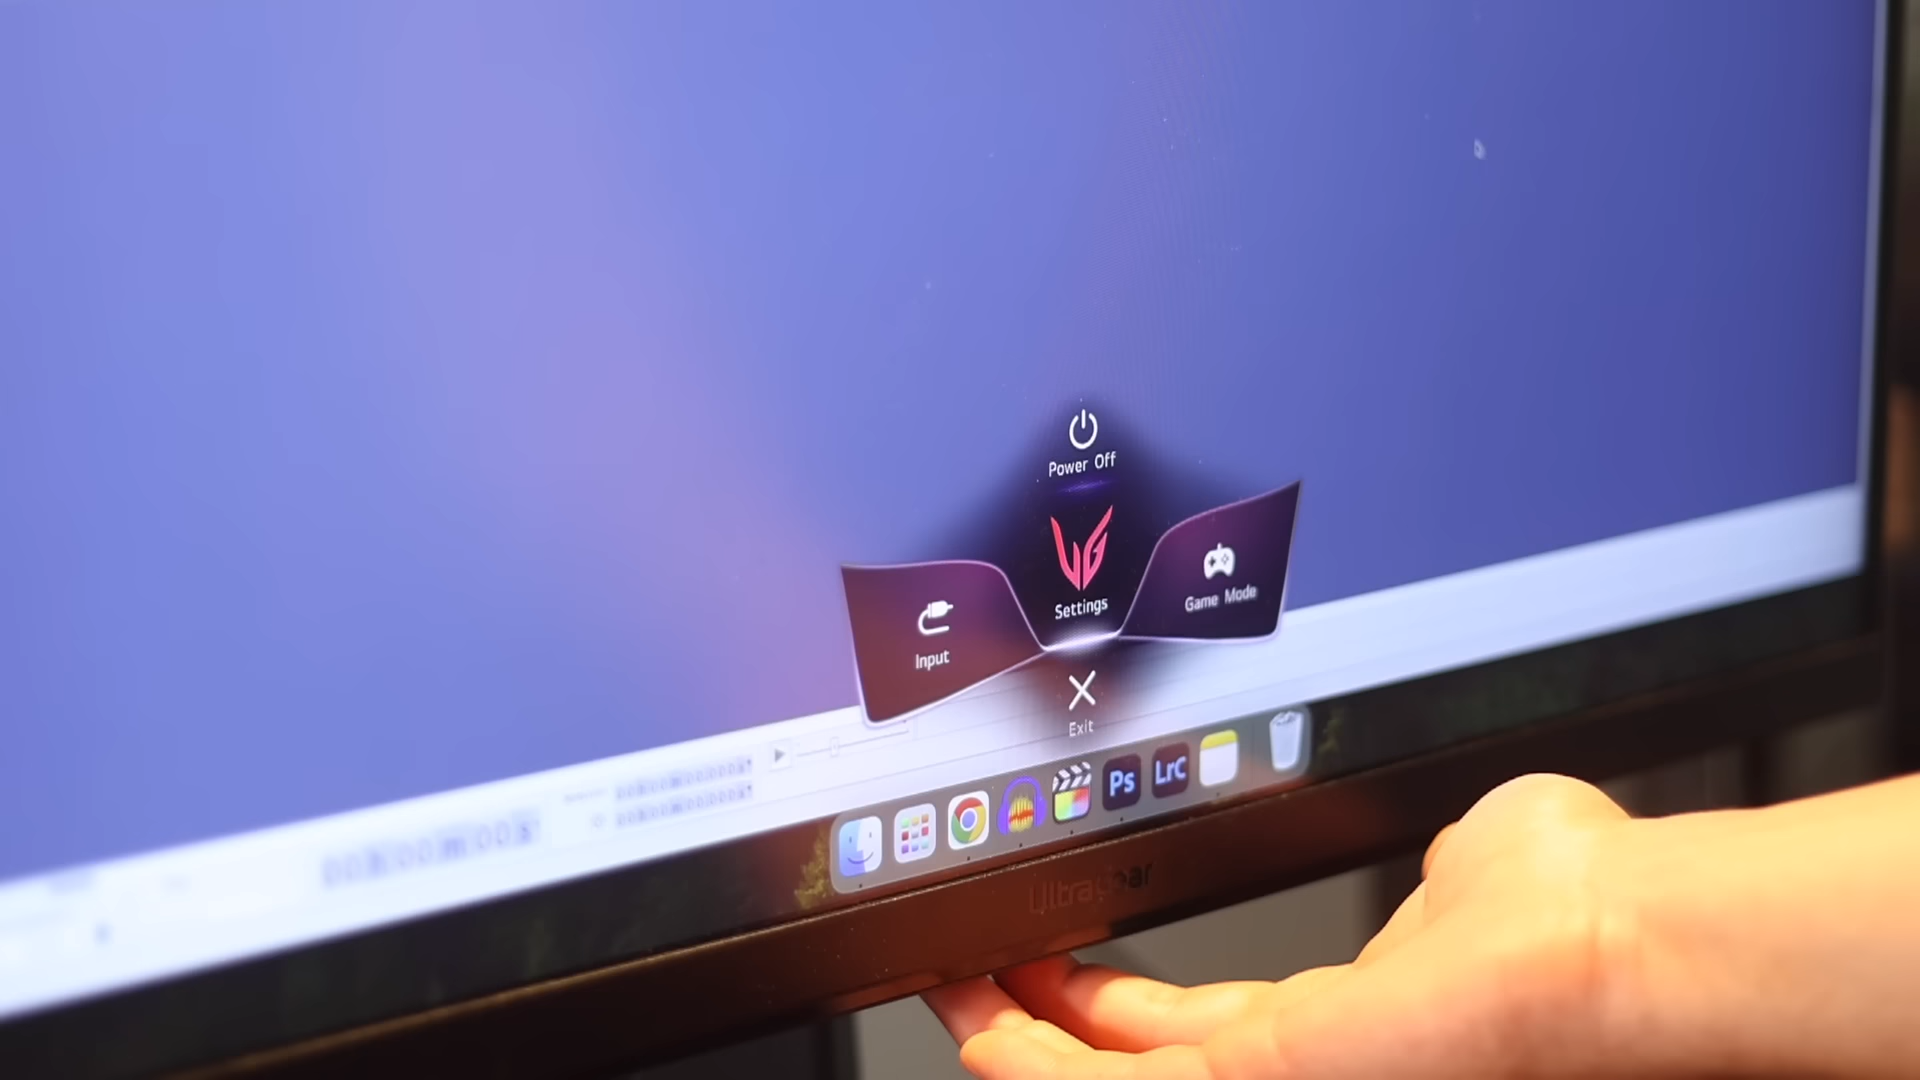 Power Off
Settings
Game Mode
Input
Exit
Ps
LrC
UltraGear